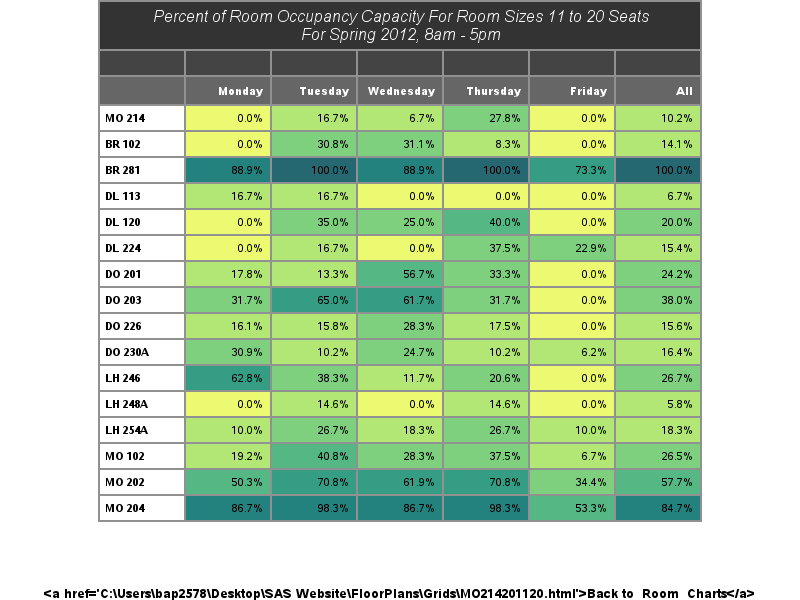 Percent of Room Occupancy Capacity For Room Sizes 11 to 20 Seats
For Spring 2012, 8am - 5pm
Monday Tuesday Wednesday Thursday Friday All
MO 214 0.0% 16.7% 6.7% 27.8% 0.0% 10.2%
BR 102 0.0% 30.8% 31.1% 8.3% 0.0% 14.1%
BR 281 88.9% 100.0% 88.9% 100.0% 73.3% 100.0%
DL 113 16.7% 16.7% 0.0% 0.0% 0.0% 6.7%
DL 120 0.0% 35.0% 25.0% 40.0% 0.0% 20.0%
DL 224 0.0% 16.7% 0.0% 37.5% 22.9% 15.4%
DO 201 17.8% 13.3% 56.7% 33.3% 0.0% 24.2%
DO 203 31.7% 65.0% 61.7% 31.7% 0.0% 38.0%
DO 226 16.1% 15.8% 28.3% 17.5% 0.0% 15.6%
DO 230A 30.9% 10.2% 24.7% 10.2% 6.2% 16.4%
LH 246 62.8% 38.3% 11.7% 20.6% 0.0% 26.7%
LH 248A 0.0% 14.6% 0.0% 14.6% 0.0% 5.8%
LH 254A 10.0% 26.7% 18.3% 26.7% 10.0% 18.3%
MO 102 19.2% 40.8% 28.3% 37.5% 6.7% 26.5%
MO 202 50.3% 70.8% 61.9% 70.8% 34.4% 57.7%
MO 204 86.7% 98.3% 86.7% 98.3% 53.3% 84.7%
<a href='C:\Users\bap2578\Desktop\SAS Website\FloorPlans\Grids\MO214201120.html'>Back to Room Charts</a>